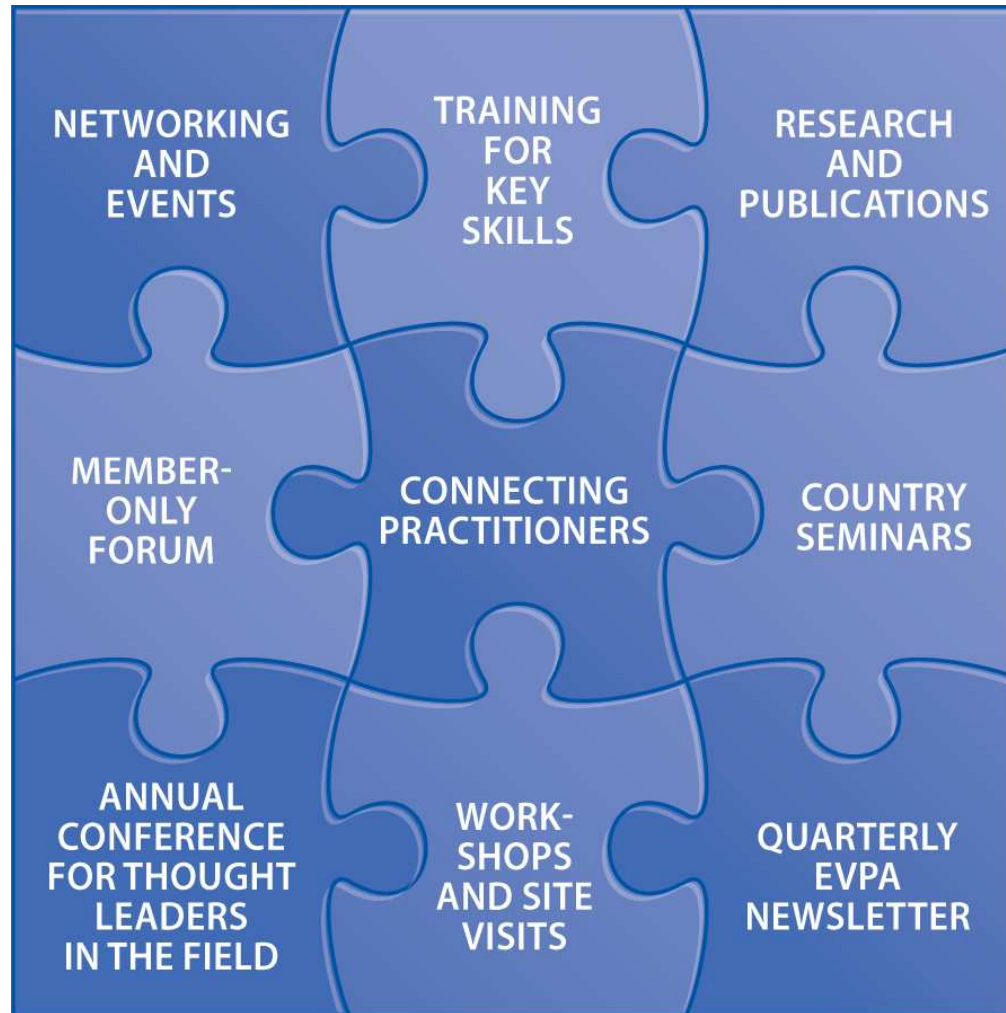 NETWORKING
AND
EVENTS
TRAINING
FOR
KEY
SKILLS
RESEARCH
AND
PUBLICATIONS
MEMBER-
ONLY
FORUM
CONNECTING
PRACTITIONERS
COUNTRY
SEMINARS
ANNUAL
CONFERENCE
FOR THOUGHT
LEADERS
IN THE FIELD
WORK-
SHOPS
AND SITE
VISITS
QUARTERLY
EVPA
NEWSLETTER